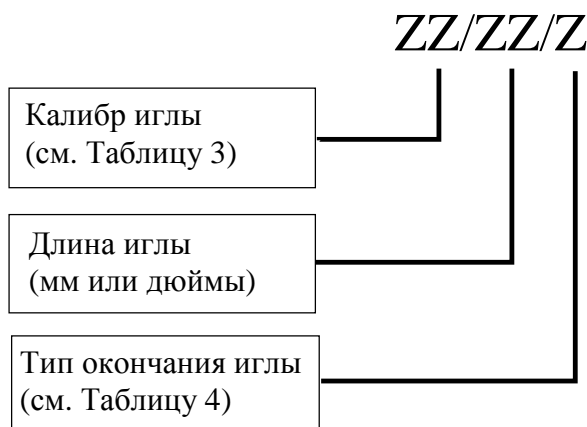 ZZ/ZZ/Z
Калибр иглы
(см. Таблицу 3)
Длина иглы
(мм или дюймы)
Тип окончания иглы
(см. Таблицу 4)